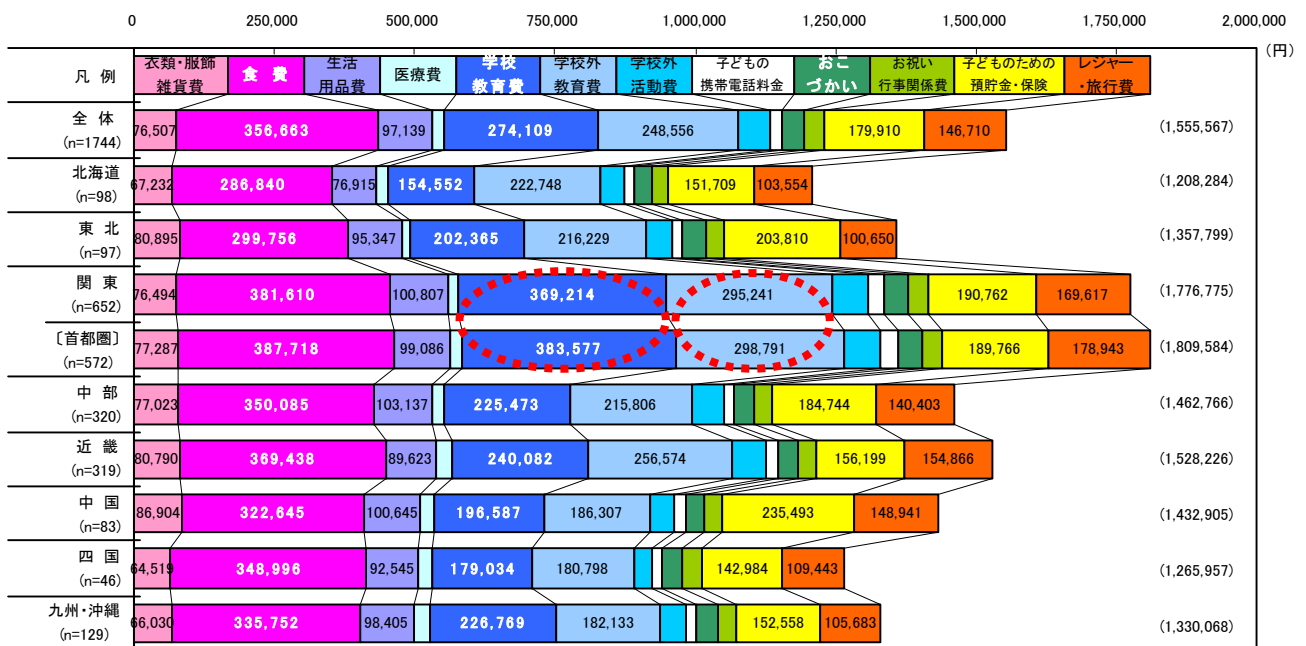 0 250,000 500,000 750,000 1,000,000 1,250,000 1,500,000 1,750,000 2,000,000
(円)
凡 例 衣類・服飾雑貨費 食 費 生活用品費 医療費 学校教育費 学校外教育費 学校外活動費 子どもの携帯電話料金 おこづかい お祝い行事関係費 子どものための預貯金・保険 レジャー・旅行費
全 体
(n=1744)
76,507 356,663 97,139 274,109 248,556 179,910 146,710 (1,555,567)
北海道
(n=98)
67,232 286,840 76,915 154,552 222,748 151,709 103,554 (1,208,284)
東 北
(n=97)
80,895 299,756 95,347 202,365 216,229 203,810 100,650 (1,357,799)
関 東
(n=652)
76,494 381,610 100,807 369,214 295,241 190,762 169,617 (1,776,775)
〔首都圏〕
(n=572)
77,287 387,718 99,086 383,577 298,791 189,766 178,943 (1,809,584)
中 部
(n=320)
77,023 350,085 103,137 225,473 215,806 184,744 140,403 (1,462,766)
近 畿
(n=319)
80,790 369,438 89,623 240,082 256,574 156,199 154,866 (1,528,226)
中 国
(n=83)
86,904 322,645 100,645 196,587 186,307 235,493 148,941 (1,432,905)
四 国
(n=46)
64,519 348,996 92,545 179,034 180,798 142,984 109,443 (1,265,957)
九州・沖縄
(n=129)
66,030 335,752 98,405 226,769 182,133 152,558 105,683 (1,330,068)